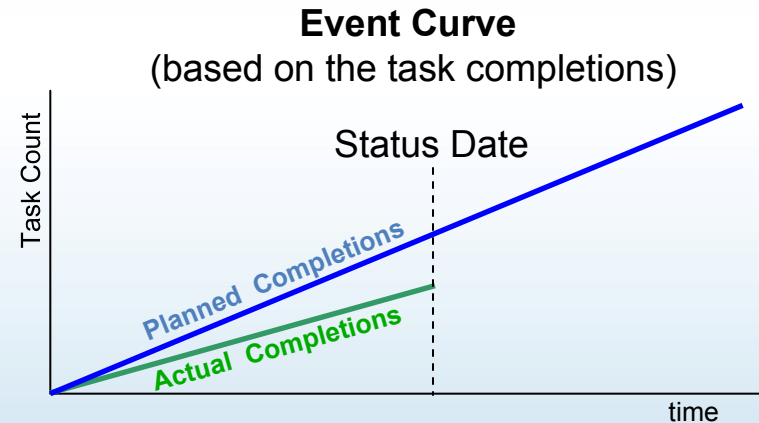 Event Curve
(based on the task completions)
Task Count
Status Date
Planned Completions
Actual Completions
time